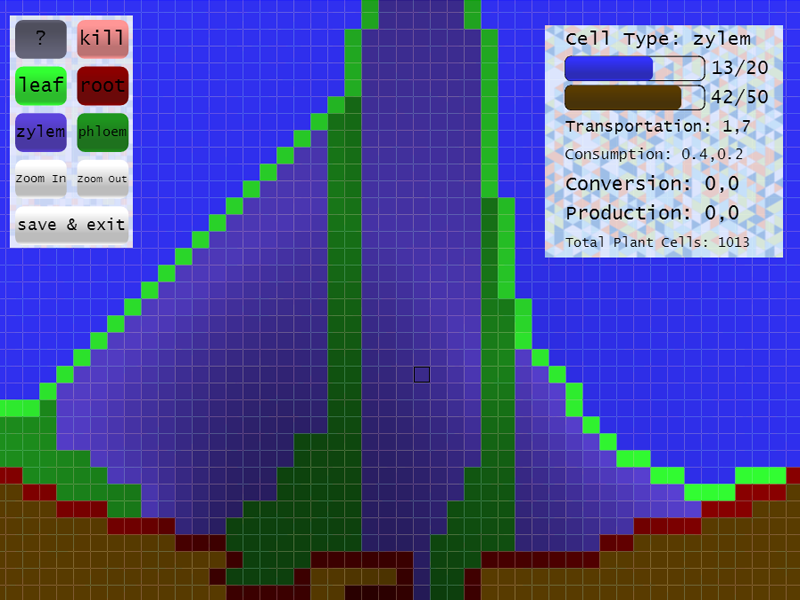 ?
kill
leaf
root
zylem
phloem
Zoom In
Zoom Out
save & exit
Cell Type: zylem
13/20
42/50
Transportation: 1,7
Consumption: 0.4,0.2
Conversion: 0,0
Production: 0,0
Total Plant Cells: 1013